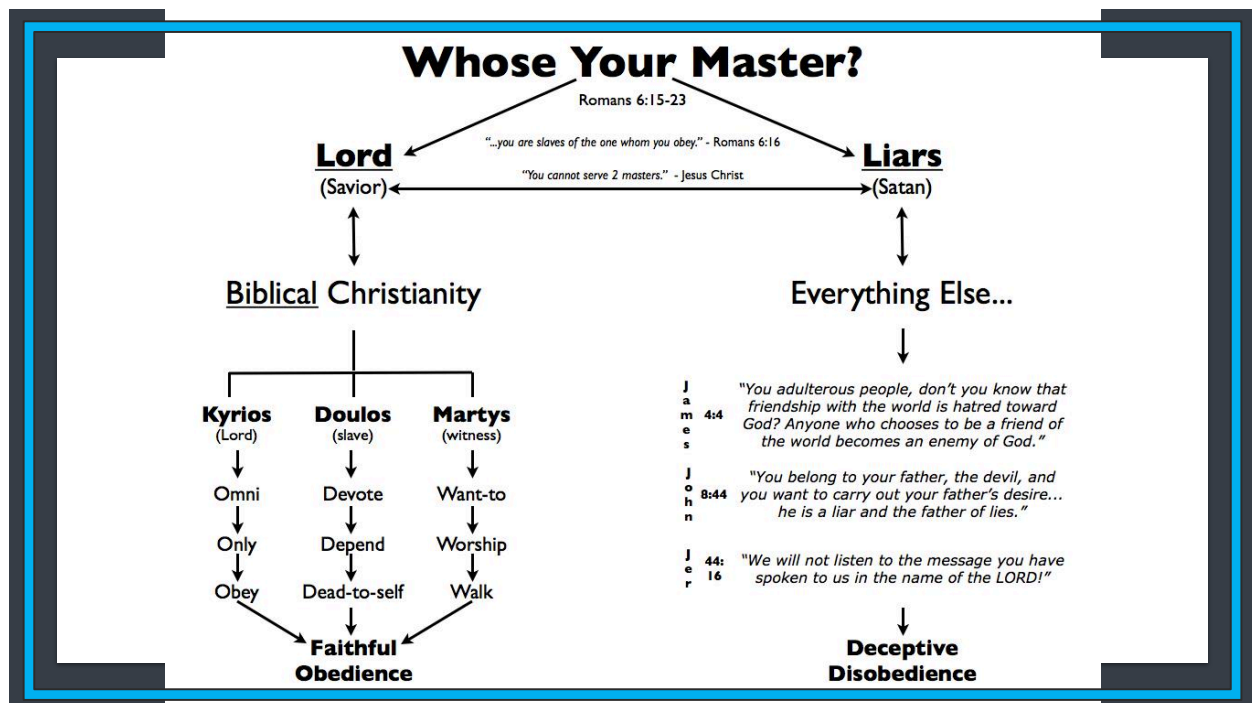 Whose Your Master?
Romans 6:15-23
"...you are slaves of the one whom you obey." - Romans 6:16
"You cannot serve 2 masters." - Jesus Christ
Lord
(Savior)
Liars
(Satan)
Biblical Christianity
Everything Else...
Kyrios
(Lord)
Omni
Only
Obey
Doulos
(slave)
Devote
Depend
Dead-to-self
Martys
(witness)
Want-to
Worship
Walk
Faithful
Obedience
James 4:4
"You adulterous people, don't you know that
friendship with the world is hatred toward
God? Anyone who chooses to be a friend of
the world becomes an enemy of God."
John 8:44
"You belong to your father, the devil, and
you want to carry out your father's desire...
he is a liar and the father of lies."
Jer 44:
16
"We will not listen to the message you have
spoken to us in the name of the LORD!"
Deceptive
Disobedience